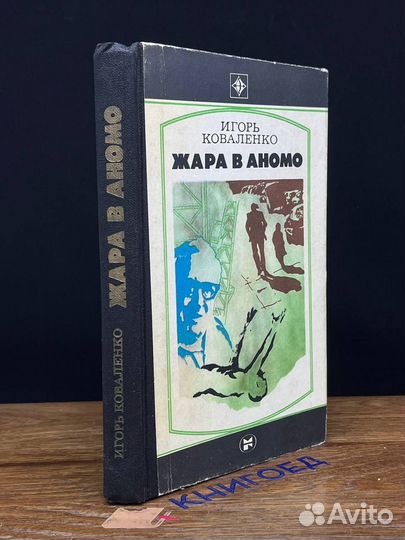 ИГОРЬ
КОВАЛЕНКО
ЖАРА В АНОМО
ИГОРЬ КОВАЛЕНКО ЖАРА В АНОМО
КНИГОЕД
Avito